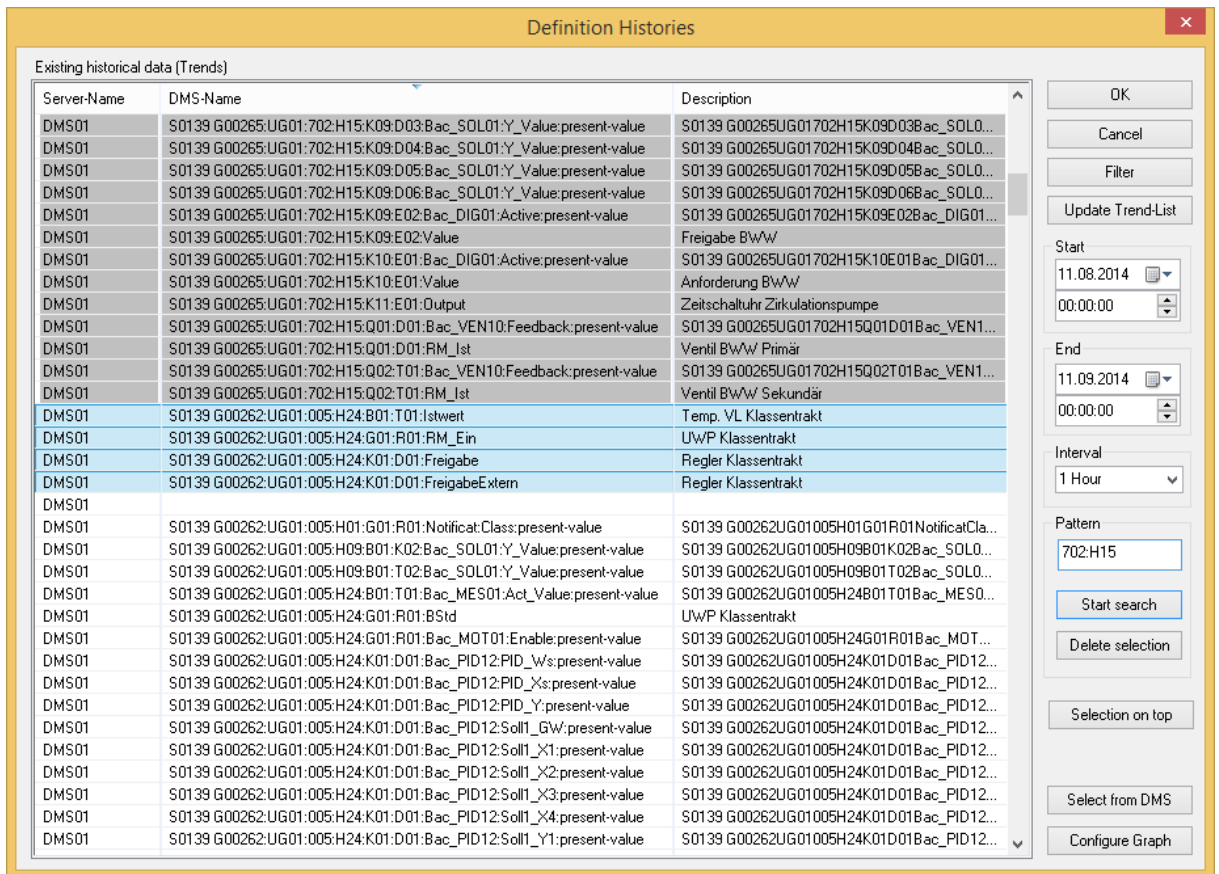 Definition Histories
Existing historical data (Trends)
Server-Name DMS-Name Description
DMS01 S0139 G00265:UG01:702:H15:K09:D03:Bac_SOL01:Y_Value:present-value S0139 G00265UG01702H15K09D03Bac_SOL0...
DMS01 S0139 G00265:UG01:702:H15:K09:D04:Bac_SOL01:Y_Value:present-value S0139 G00265UG01702H15K09D04Bac_SOL0...
DMS01 S0139 G00265:UG01:702:H15:K09:D05:Bac_SOL01:Y_Value:present-value S0139 G00265UG01702H15K09D05Bac_SOL0...
DMS01 S0139 G00265:UG01:702:H15:K09:D06:Bac_SOL01:Y_Value:present-value S0139 G00265UG01702H15K09D06Bac_SOL0...
DMS01 S0139 G00265:UG01:702:H15:K09:E02:Bac_DIG01:Active:present-value S0139 G00265UG01702H15K09E02Bac_DIG01...
DMS01 S0139 G00265:UG01:702:H15:K09:E02:Value Freigabe BWW
DMS01 S0139 G00265:UG01:702:H15:K10:E01:Bac_DIG01:Active:present-value S0139 G00265UG01702H15K10E01Bac_DIG01...
DMS01 S0139 G00265:UG01:702:H15:K10:E01:Value Anforderung BWW
DMS01 S0139 G00265:UG01:702:H15:K11:E01:Output Zeitschaltuhr Zirkulationspumpe
DMS01 S0139 G00265:UG01:702:H15:Q01:D01:Bac_VEN10:Feedback:present-value S0139 G00265UG01702H15Q01D01Bac_VEN1...
DMS01 S0139 G00265:UG01:702:H15:Q01:D01:RM_Ist Ventil BWW Primär
DMS01 S0139 G00265:UG01:702:H15:Q02:T01:Bac_VEN10:Feedback:present-value S0139 G00265UG01702H15Q02T01Bac_VEN1...
DMS01 S0139 G00265:UG01:702:H15:Q02:T01:RM_Ist Ventil BWW Sekundär
DMS01 S0139 G00262:UG01:005:H24:B01:T01:Istwert Temp. VL Klassentrakt
DMS01 S0139 G00262:UG01:005:H24:G01:R01:RM_Ein UWP Klassentrakt
DMS01 S0139 G00262:UG01:005:H24:K01:D01:Freigabe Regler Klassentrakt
DMS01 S0139 G00262:UG01:005:H24:K01:D01:FreigabeExtern Regler Klassentrakt
DMS01
DMS01 S0139 G00262:UG01:005:H01:G01:R01:Notificat:Class:present-value S0139 G00262UG01005H01G01R01NotificatCla...
DMS01 S0139 G00262:UG01:005:H09:B01:K02:Bac_SOL01:Y_Value:present-value S0139 G00262UG01005H09B01K02Bac_SOL0...
DMS01 S0139 G00262:UG01:005:H09:B01:T02:Bac_SOL01:Y_Value:present-value S0139 G00262UG01005H09B01T02Bac_SOL0...
DMS01 S0139 G00262:UG01:005:H24:B01:T01:Bac_MES01:Act_Value:present-value S0139 G00262UG01005H24B01T01Bac_MES0...
DMS01 S0139 G00262:UG01:005:H24:G01:R01:BStd UWP Klassentrakt
DMS01 S0139 G00262:UG01:005:H24:G01:R01:Bac_MOT01:Enable:present-value S0139 G00262UG01005H24G01R01Bac_MOT...
DMS01 S0139 G00262:UG01:005:H24:K01:D01:Bac_PID12:PID_Ws:present-value S0139 G00262UG01005H24K01D01Bac_PID12...
DMS01 S0139 G00262:UG01:005:H24:K01:D01:Bac_PID12:PID_Xs:present-value S0139 G00262UG01005H24K01D01Bac_PID12...
DMS01 S0139 G00262:UG01:005:H24:K01:D01:Bac_PID12:PID_Y:present-value S0139 G00262UG01005H24K01D01Bac_PID12...
DMS01 S0139 G00262:UG01:005:H24:K01:D01:Bac_PID12:Soll1_GW:present-value S0139 G00262UG01005H24K01D01Bac_PID12...
DMS01 S0139 G00262:UG01:005:H24:K01:D01:Bac_PID12:Soll1_X1:present-value S0139 G00262UG01005H24K01D01Bac_PID12...
DMS01 S0139 G00262:UG01:005:H24:K01:D01:Bac_PID12:Soll1_X2:present-value S0139 G00262UG01005H24K01D01Bac_PID12...
DMS01 S0139 G00262:UG01:005:H24:K01:D01:Bac_PID12:Soll1_X3:present-value S0139 G00262UG01005H24K01D01Bac_PID12...
DMS01 S0139 G00262:UG01:005:H24:K01:D01:Bac_PID12:Soll1_X4:present-value S0139 G00262UG01005H24K01D01Bac_PID12...
DMS01 S0139 G00262:UG01:005:H24:K01:D01:Bac_PID12:Soll1_Y1:present-value S0139 G00262UG01005H24K01D01Bac_PID12...
OK
Cancel
Filter
Update Trend-List
Start
11.08.2014
00:00:00
End
11.09.2014
00:00:00
Interval
1 Hour
Pattern
702:H15
Start search
Delete selection
Selection on top
Select from DMS
Configure Graph